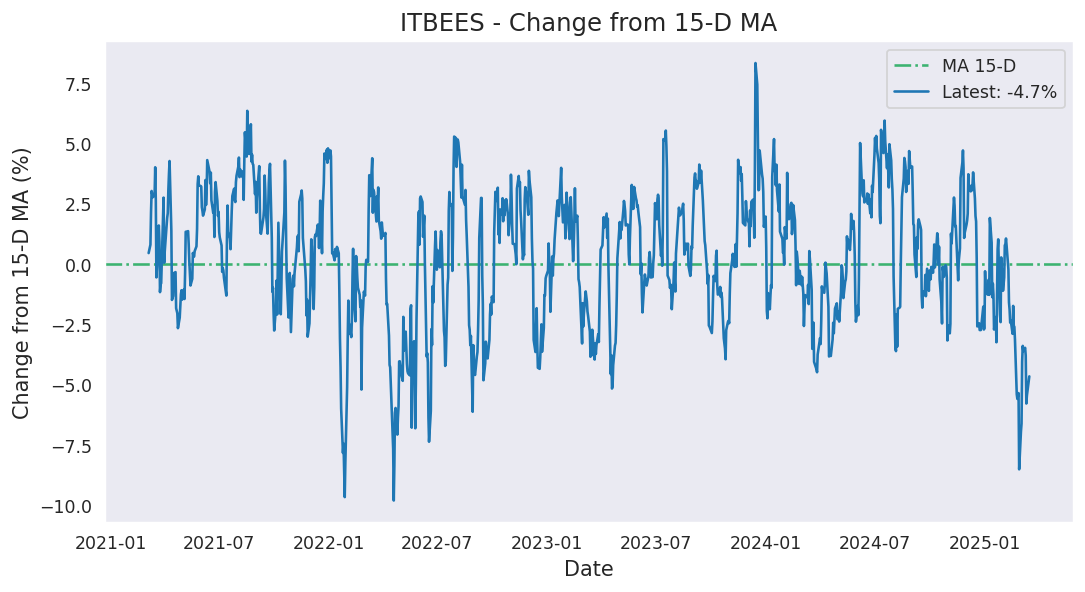 ITBEES - Change from 15-D MA
MA 15-D
Latest: -4.7%
Change from 15-D MA (%)
7.5
5.0
2.5
0.0
−2.5
−5.0
−7.5
−10.0
2021-01 2021-07 2022-01 2022-07 2023-01 2023-07 2024-01 2024-07 2025-01
Date